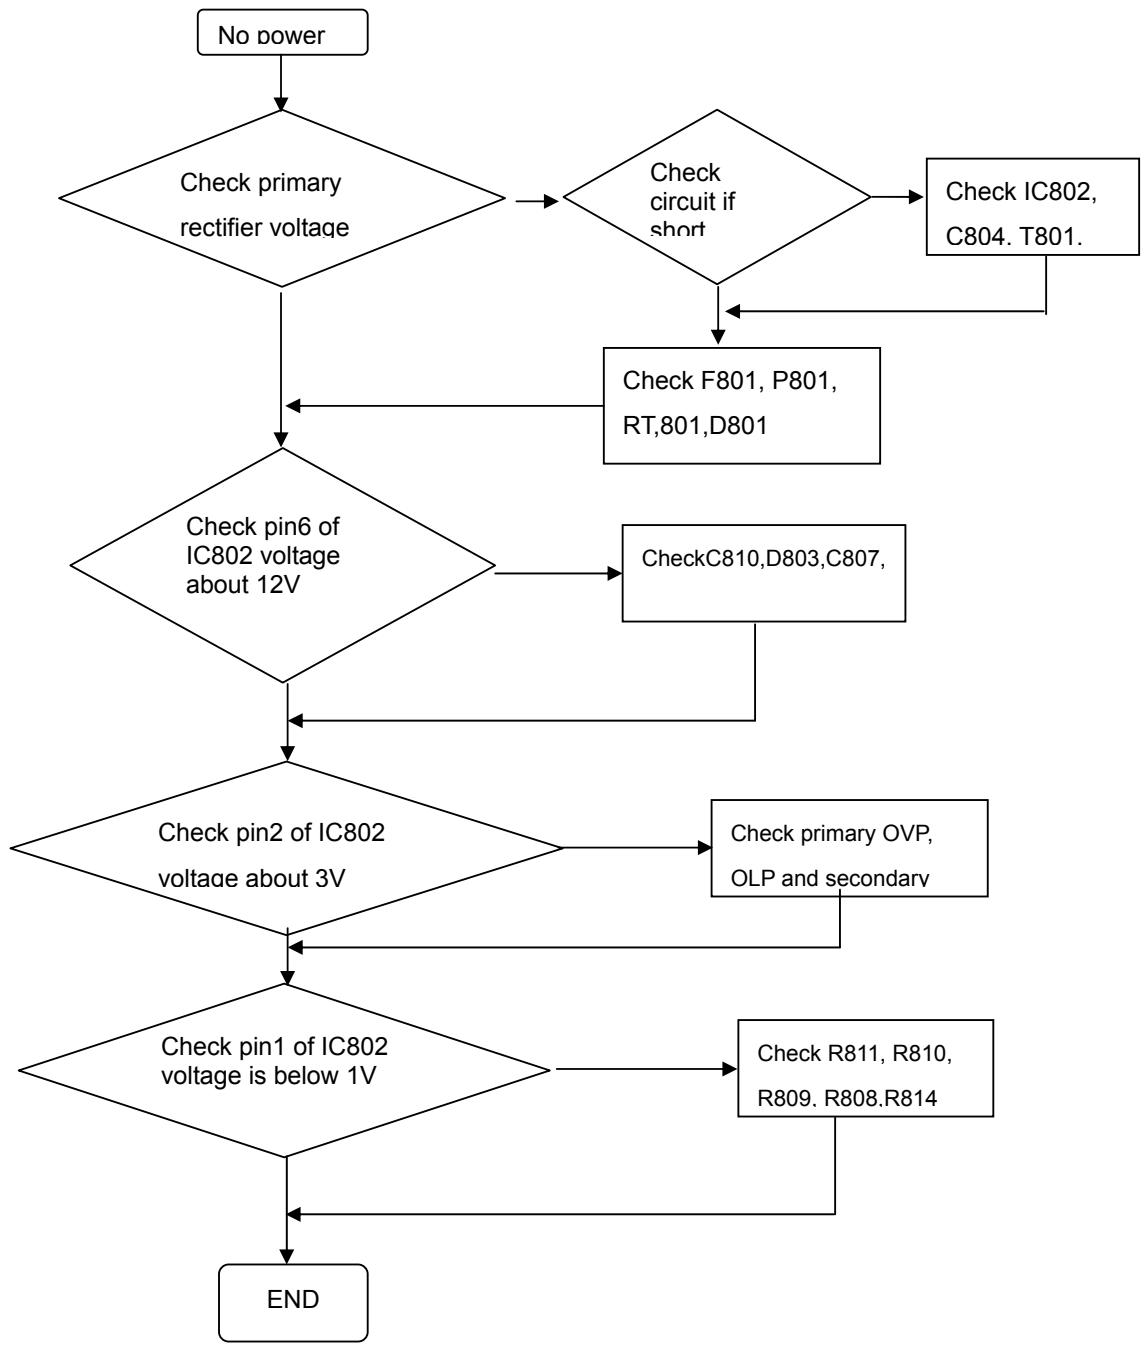 No power
Check primary
rectifier voltage
Check
circuit if
short
Check IC802,
C804, T801,
Check F801, P801,
RT,801,D801
Check pin6 of
IC802 voltage
about 12V
CheckC810,D803,C807,
Check pin2 of IC802
voltage about 3V
Check primary OVP,
OLP and secondary
Check pin1 of IC802
voltage is below 1V
Check R811, R810,
R809, R808,R814
END